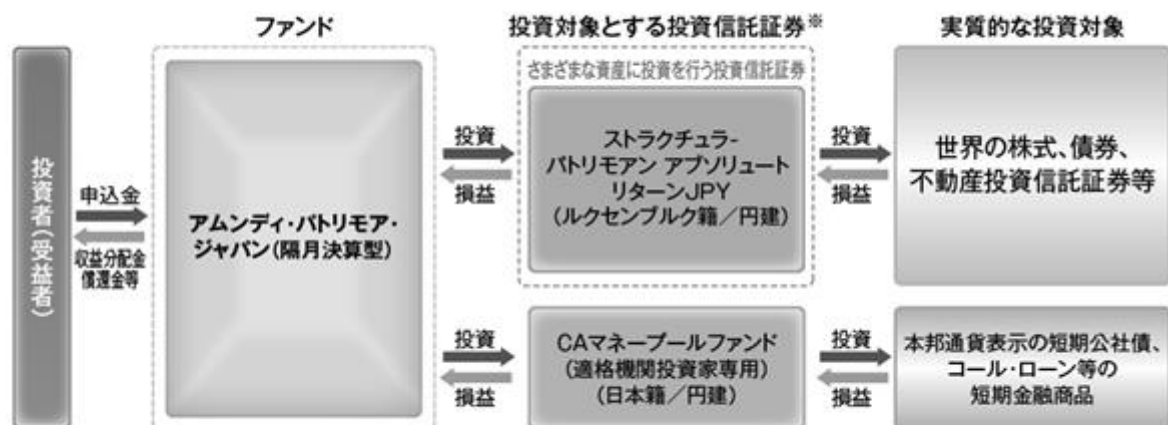 ファンド
投資対象とする投資信託証券※
実質的な投資対象
投資者(受益者)
申込金
収益分配金
償還金等
アムンディ・パトリモア・
ジャパン(隔月決算型)
投資
損益
さまざまな資産に投資を行う投資信託証券
ストラクチュラ-
パトリモアン アブソリュート
リターンJPY
(ルクセンブルク籍/円建)
投資
損益
世界の株式、債券、
不動産投資信託証券等
投資
損益
CAマネープールファンド
(適格機関投資家専用)
(日本籍/円建)
投資
損益
本邦通貨表示の短期公社債、
コール・ローン等の
短期金融商品